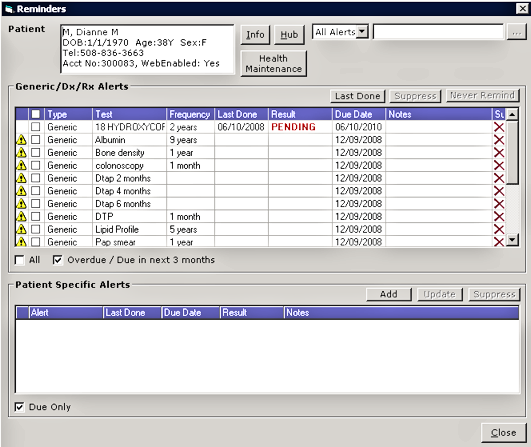 Reminders
Patient
M, Dianne M
DOB:1/1/1970 Age:38Y Sex:F
Tel:508-836-3663
Acct No:300083, WebEnabled: Yes
Info
Hub
All Alerts
...
Health
Maintenance
Generic/Dx/Rx Alerts
Last Done
Suppress
Never Remind
Type Test Frequency Last Done Result Due Date Notes Su
Generic 18 HYDROXYCOF 2 years 06/10/2008 PENDING 06/10/2010
Generic Albumin 9 years 12/09/2008
Generic Bone density 1 year 12/09/2008
Generic colonoscopy 1 month 12/09/2008
Generic Dtap 2 months 12/09/2008
Generic Dtap 4 months 12/09/2008
Generic Dtap 6 months 12/09/2008
Generic DTP 1 month 12/09/2008
Generic Lipid Profile 5 years 12/09/2008
Generic Pap smear 1 year 12/09/2008
All
Overdue / Due in next 3 months
Patient Specific Alerts
Add
Update
Suppress
Alert Last Done Due Date Result Notes
Due Only
Close